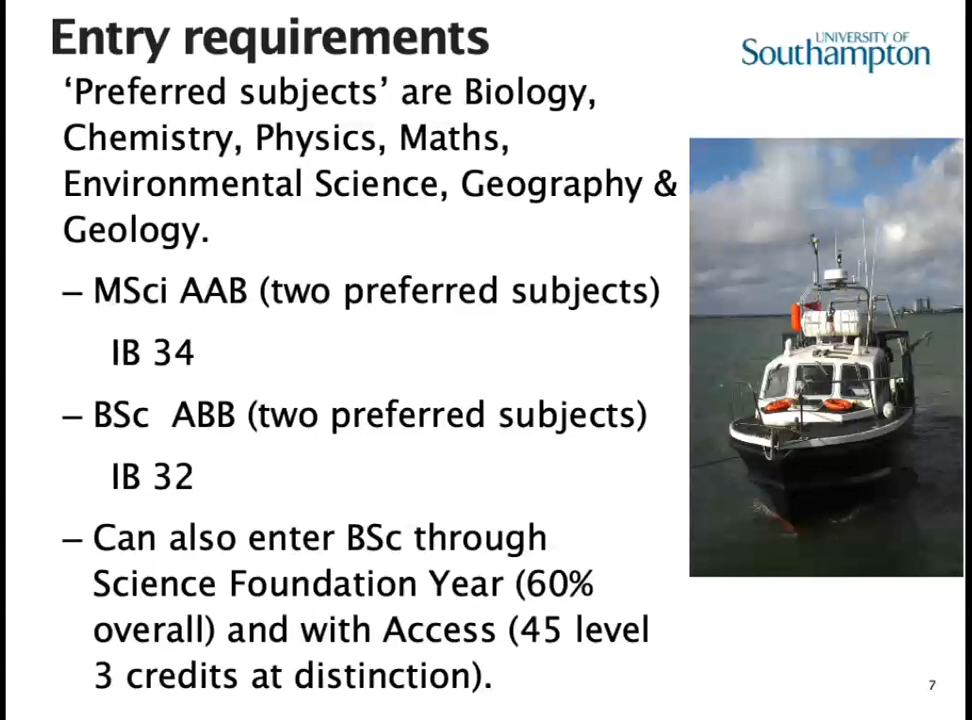 Entry requirements
UNIVERSITY OF
Southampton
‘Preferred subjects’ are Biology,
Chemistry, Physics, Maths,
Environmental Science, Geography &
Geology.
– MSci AAB (two preferred subjects)
IB 34
– BSc ABB (two preferred subjects)
IB 32
– Can also enter BSc through
Science Foundation Year (60%
overall) and with Access (45 level
3 credits at distinction).
7